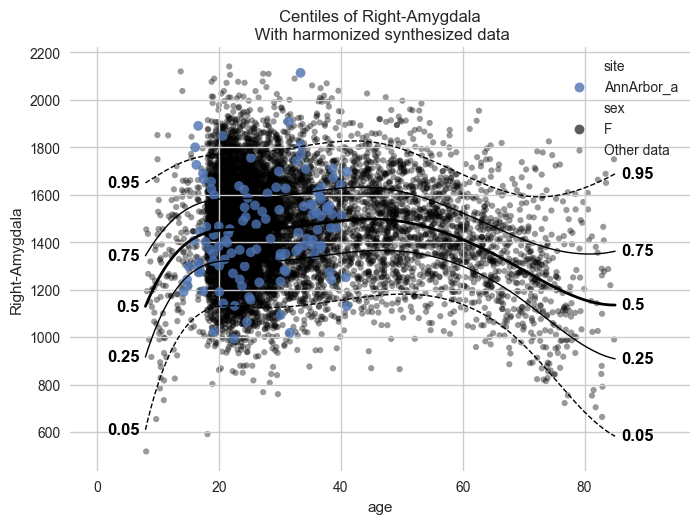 Centiles of Right-Amygdala
With harmonized synthesized data
2200
2000
1800
1600
1400
1200
1000
800
600
Right-Amygdala
0.95
0.75
0.5
0.25
0.05
site
AnnArbor_a
sex
F
Other data
0.95
0.75
0.5
0.25
0.05
0 20 40 60 80
age